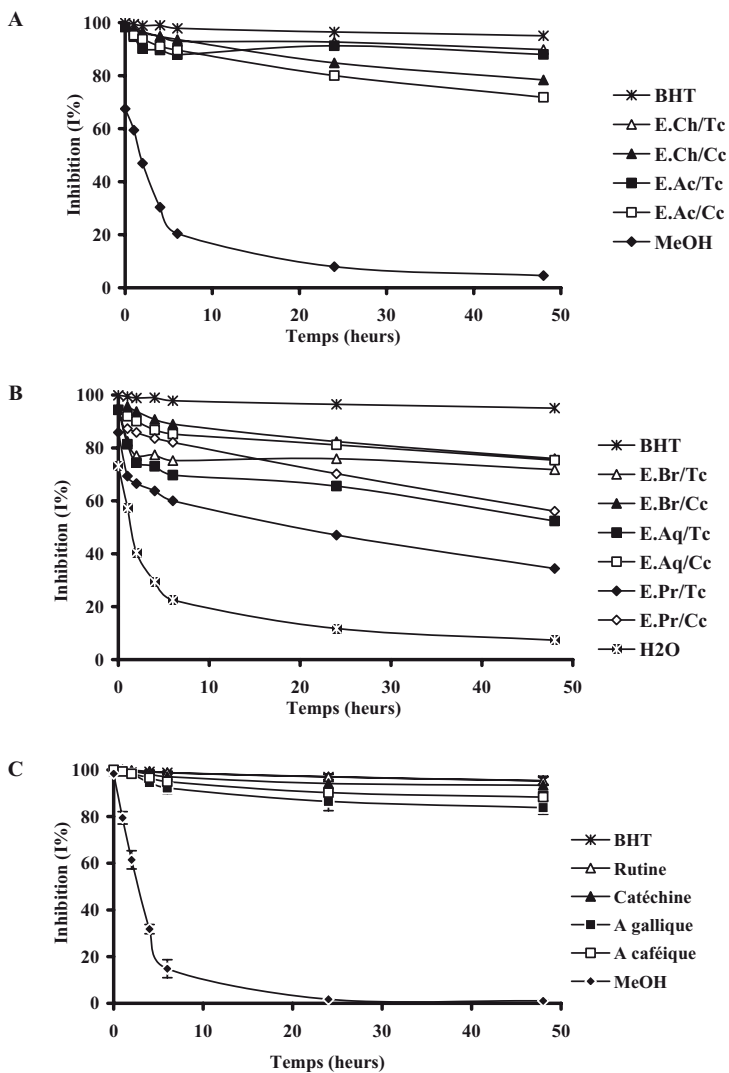 A
Inhibition (I%)
100
80
60
40
20
0
0
10
20
30
40
50
Temps (heurs)
BHT
E.Ch/Tc
E.Ch/Cc
E.Ac/Tc
E.Ac/Cc
MeOH
B
Inhibition (I%)
100
80
60
40
20
0
0
10
20
30
40
50
Temps (heurs)
BHT
E.Br/Tc
E.Br/Cc
E.Aq/Tc
E.Aq/Cc
E.Pr/Tc
E.Pr/Cc
H2O
C
Inhibition (I%)
100
80
60
40
20
0
0
10
20
30
40
50
Temps (heurs)
BHT
Rutine
Catéchine
A gallique
A caféique
MeOH